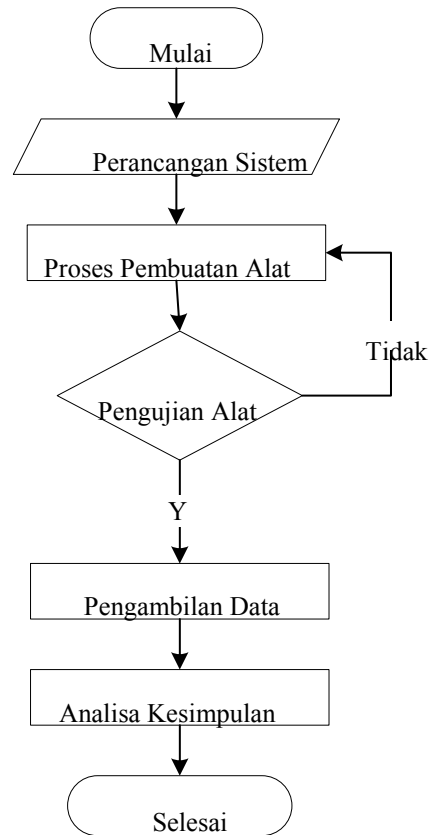 Mulai
Perancangan Sistem
Proses Pembuatan Alat
Tidak
Pengujian Alat
Y
Pengambilan Data
Analisa Kesimpulan
Selesai